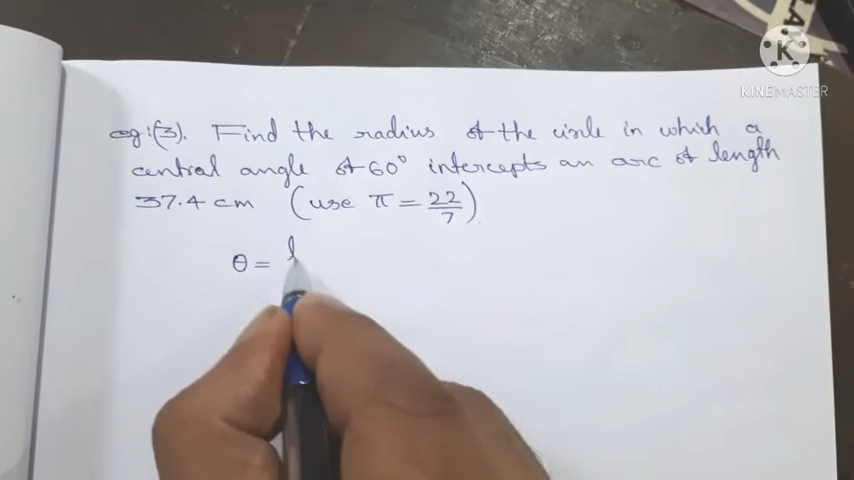 eg:(3). Find the radius of the circle in which a
central angle of 60° intercepts an arc of length
37.4 cm (use π = 22/7)
θ = l
KINEMASTER
K